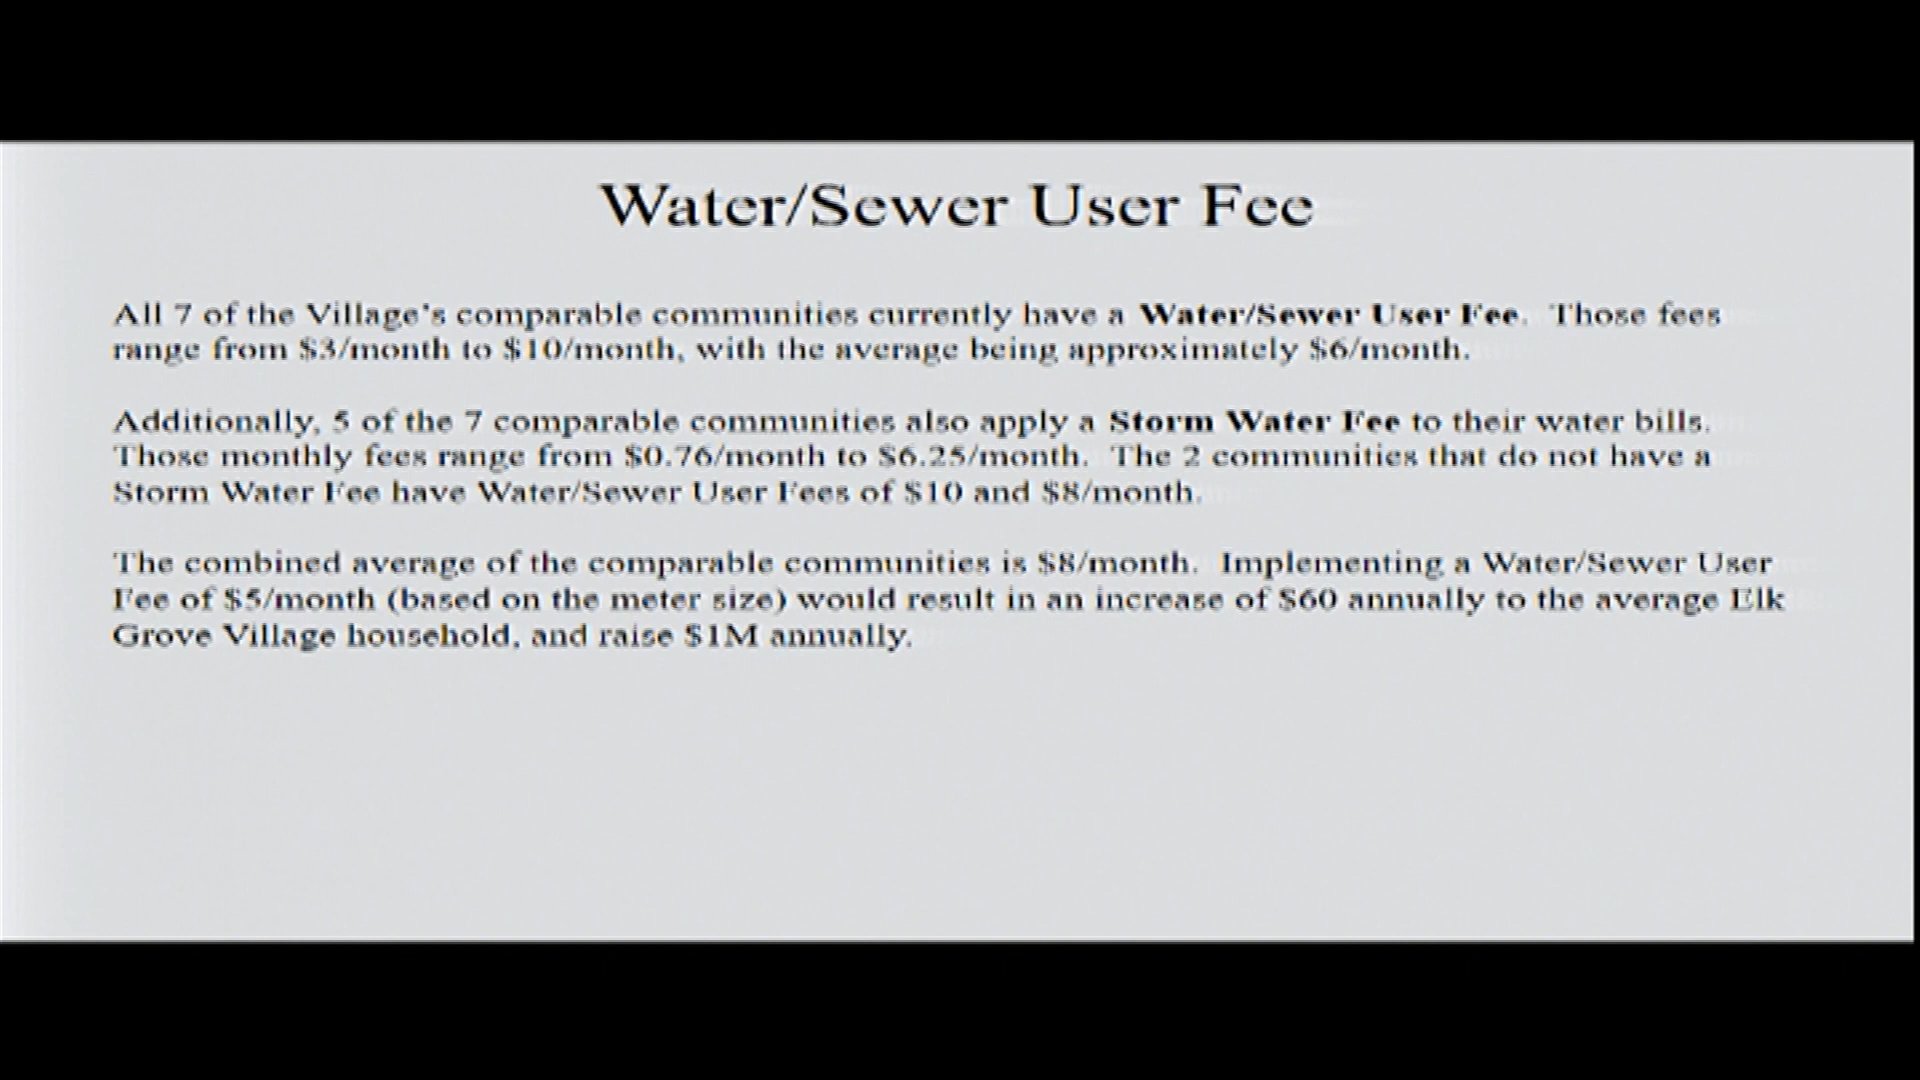 Water/Sewer User Fee
All 7 of the Village's comparable communities currently have a Water/Sewer User Fee. Those fees
range from $3/month to $10/month, with the average being approximately $6/month.
Additionally, 5 of the 7 comparable communities also apply a Storm Water Fee to their water bills.
Those monthly fees range from $0.76/month to $6.25/month. The 2 communities that do not have a
Storm Water Fee have Water/Sewer User Fees of $10 and $8/month.
The combined average of the comparable communities is $8/month. Implementing a Water/Sewer User
Fee of $5/month (based on the meter size) would result in an increase of $60 annually to the average Elk
Grove Village household, and raise $1M annually.